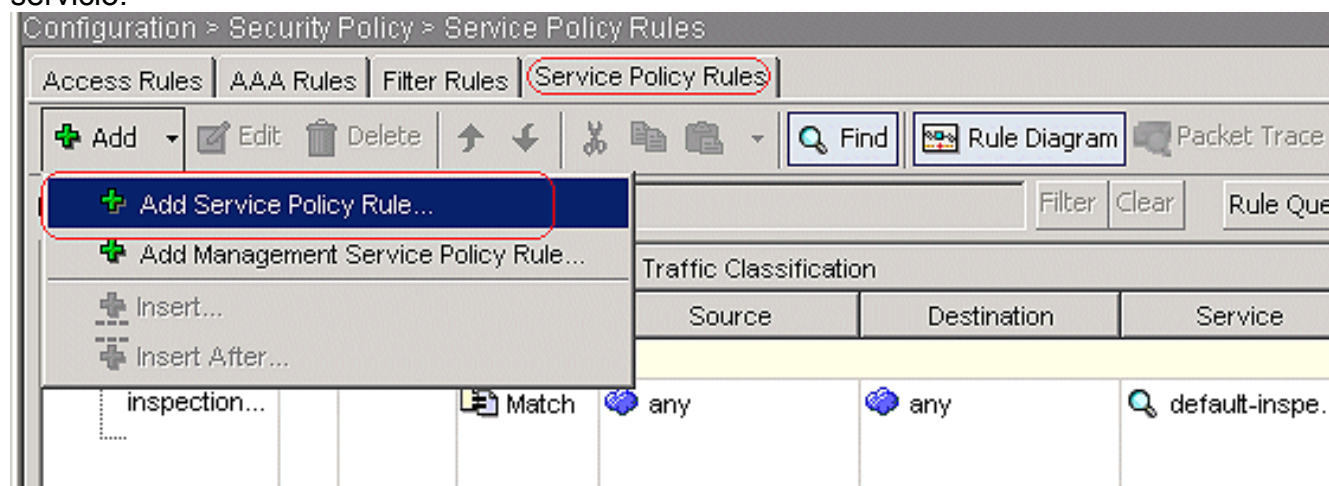 servicio.
Configuration > Security Policy > Service Policy Rules
Access Rules AAA Rules Filter Rules Service Policy Rules
Add Edit Delete Find Rule Diagram Packet Trace
Add Service Policy Rule... Filter Clear Rule Que
Add Management Service Policy Rule... Traffic Classification
Insert... Source Destination Service
Insert After...
inspection... Match any any default-inspe.